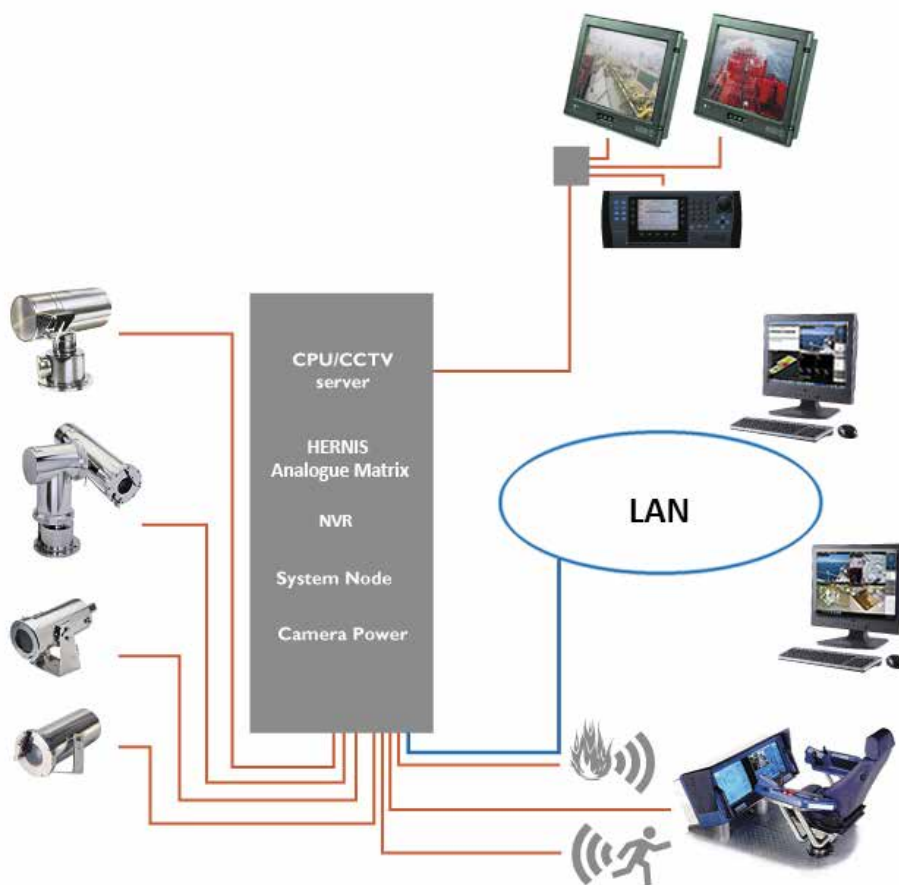 CPU/CCTV
server
HERNIS
Analogue Matrix
NVR
System Node
Camera Power
LAN